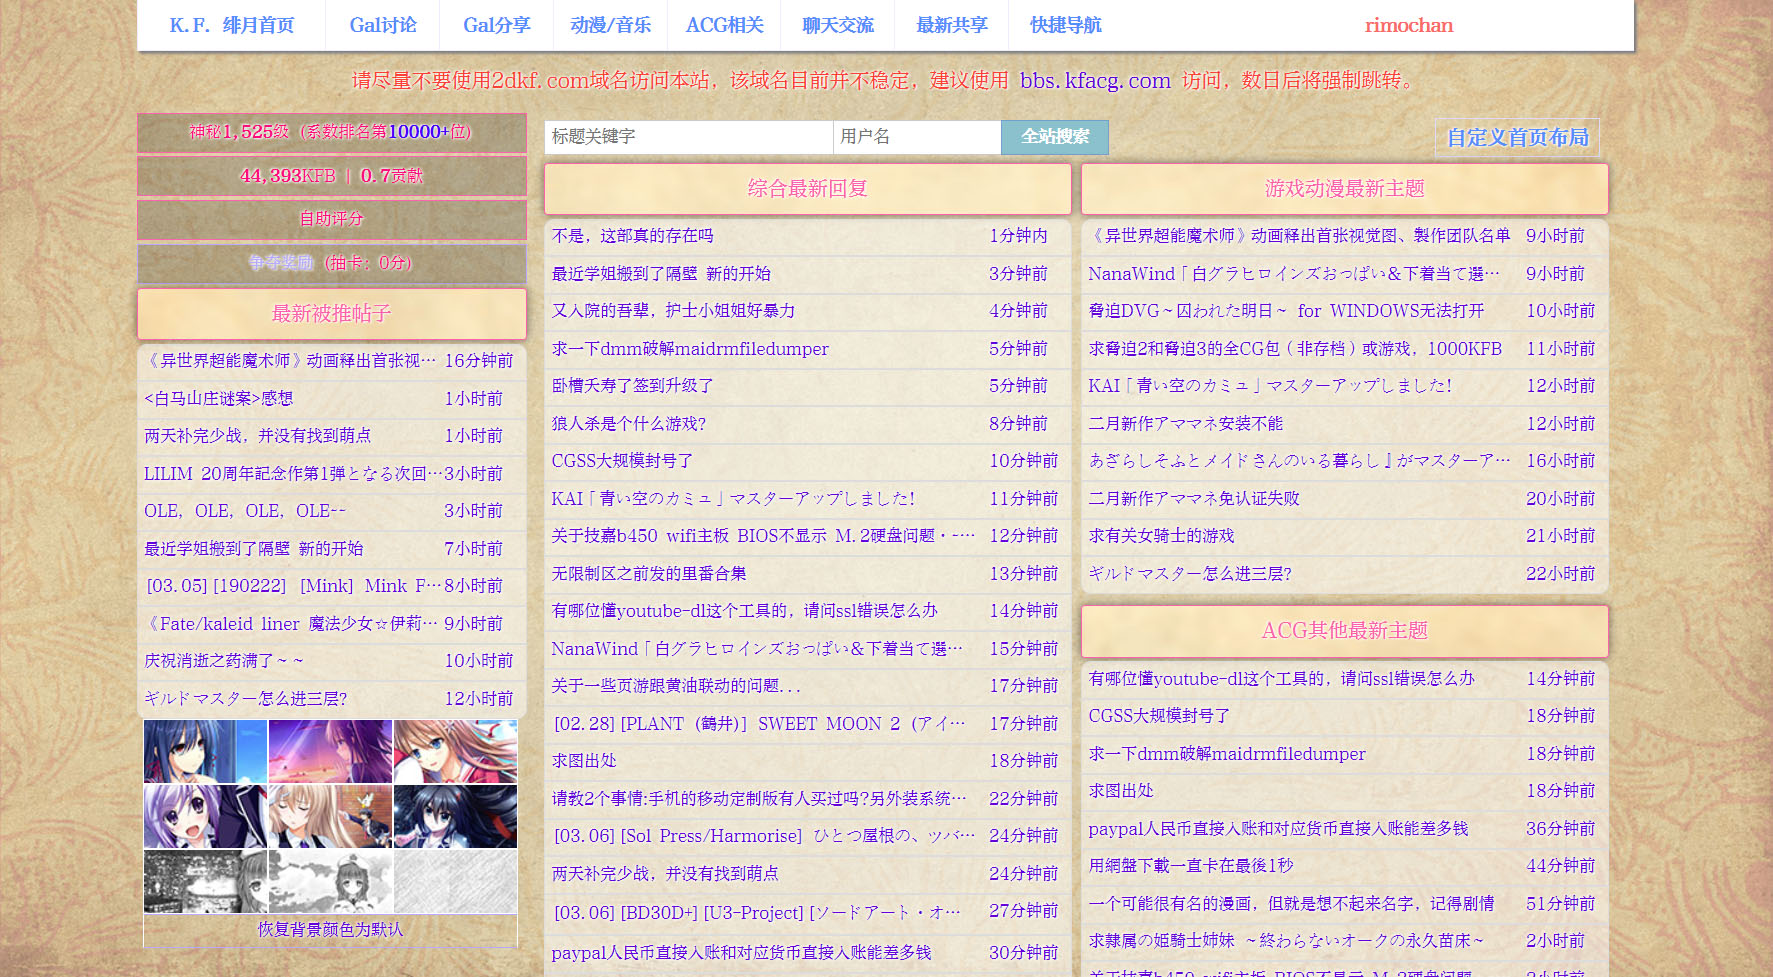 K.F. 绯月首页 Gal讨论 Gal分享 动漫/音乐 ACG相关 聊天交流 最新共享 快捷导航 rimochan
请尽量不要使用2dkf.com域名访问本站，该域名目前并不稳定，建议使用 bbs.kfacg.com 访问，数日后将强制跳转。
神秘1,525级 (系数排名第10000+位)
44,393KFB | 0.7贡献
自助评分
争夺奖励 (抽卡: 0分)
最新被推帖子
《异世界超能魔术师》动画释出首张视… 16分钟前
<白马山庄谜案>感想 1小时前
两天补完少战，并没有找到萌点 1小时前
LILIM 20周年記念作第1弾となる次回…3小时前
OLE，OLE，OLE，OLE~~ 3小时前
最近学姐搬到了隔壁 新的开始 7小时前
[03.05][190222] [Mink] Mink F…8小时前
《Fate/kaleid liner 魔法少女☆伊莉… 9小时前
庆祝消逝之药满了～～ 10小时前
ギルドマスター怎么进三层? 12小时前
恢复背景颜色为默认
标题关键字 用户名 全站搜索 自定义首页布局
综合最新回复
不是，这部真的存在吗 1分钟内
最近学姐搬到了隔壁 新的开始 3分钟前
又入院的吾辈，护士小姐姐好暴力 4分钟前
求一下dmm破解maidrmfiledumper 5分钟前
卧槽夭寿了签到升级了 5分钟前
狼人杀是个什么游戏? 8分钟前
CGSS大规模封号了 10分钟前
KAI「青い空のカミュ」マスターアップしました! 11分钟前
关于技嘉b450 wifi主板 BIOS不显示 M.2硬盘问题·-… 12分钟前
无限制区之前发的里番合集 13分钟前
有哪位懂youtube-dl这个工具的，请问ssl错误怎么办 14分钟前
NanaWind「白グラヒロインズおっぱい＆下着当て選… 15分钟前
关于一些页游跟黄油联动的问题... 17分钟前
[02.28][PLANT (鶴井)] SWEET MOON 2 (アイ… 17分钟前
求图出处 18分钟前
请教2个事情:手机的移动定制版有人买过吗?另外装系统… 22分钟前
[03.06][Sol Press/Harmorise] ひとつ屋根の、ツバ… 24分钟前
两天补完少战，并没有找到萌点 24分钟前
[03.06][BD30D+][U3-Project][ソードアート・オ… 27分钟前
paypal人民币直接入账和对应货币直接入账能差多钱 30分钟前
游戏动漫最新主题
《异世界超能魔术师》动画释出首张视觉图、製作团队名单 9小时前
NanaWind「白グラヒロインズおっぱい＆下着当て選… 9小时前
脅迫DVG～囚われた明日～ for WINDOWS无法打开 10小时前
求脅迫2和脅迫3的全CG包（非存档）或游戏，1000KFB 11小时前
KAI「青い空のカミュ」マスターアップしました! 12小时前
二月新作アママネ安装不能 12小时前
あざらしそふとメイドさんのいる暮らし』がマスターア… 16小时前
二月新作アママネ免认证失败 20小时前
求有关女骑士的游戏 21小时前
ギルドマスター怎么进三层? 22小时前
ACG其他最新主题
有哪位懂youtube-dl这个工具的，请问ssl错误怎么办 14分钟前
CGSS大规模封号了 18分钟前
求一下dmm破解maidrmfiledumper 18分钟前
求图出处 18分钟前
paypal人民币直接入账和对应货币直接入账能差多钱 36分钟前
用網盤下載一直卡在最後1秒 44分钟前
一个可能很有名的漫画，但就是想不起来名字，记得剧情 51分钟前
求隷属の姫騎士姉妹 ～終わらないオークの永久苗床～ 2小时前
关于技嘉b450 wifi主板 BIOS不显示 M.2硬盘问题